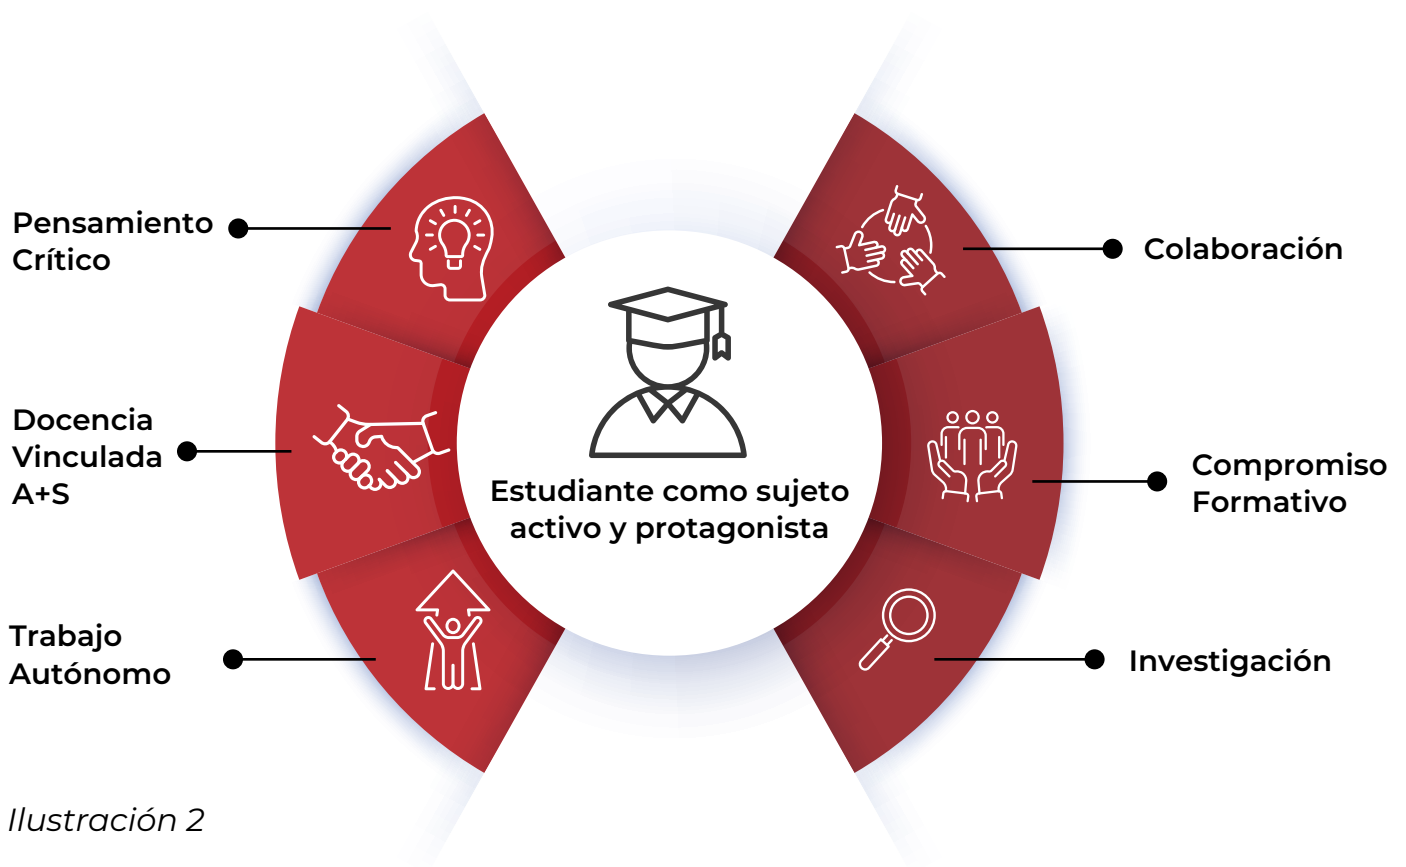 Pensamiento
Crítico
Docencia
Vinculada
A+S
Trabajo
Autónomo
Estudiante como sujeto
activo y protagonista
Colaboración
Compromiso
Formativo
Investigación
Ilustración 2